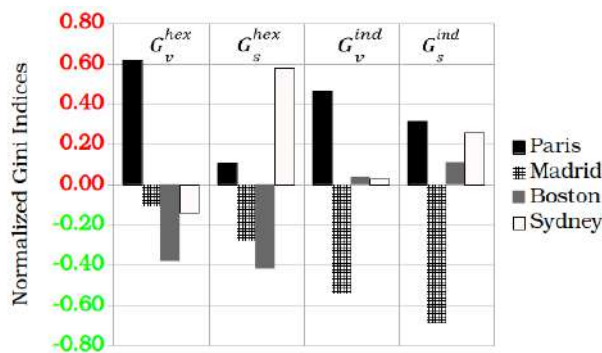 Normalized Gini Indices
0.80
0.60
0.40
0.20
0.00
-0.20
-0.40
-0.60
-0.80
G_v^{hex}
G_s^{hex}
G_v^{ind}
G_s^{ind}
Paris
Madrid
Boston
Sydney